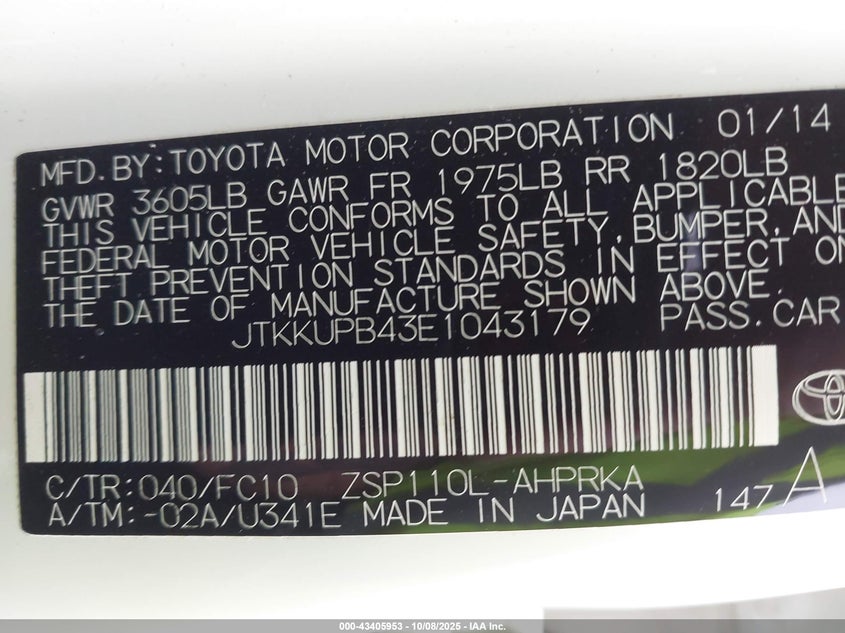 MFD.BY:TOYOTA MOTOR CORPORATION 01/14
GVWR 3605LB GAWR FR 1975LB RR 1820LB
THIS VEHICLE CONFORMS TO ALL APPLICABLE
FEDERAL MOTOR VEHICLE SAFETY,BUMPER,AND
THEFT PREVENTION STANDARDS IN EFFECT ON
THE DATE OF MANUFACTURE SHOWN ABOVE.
JTKKUPB43E1043179 PASS.CAR
C/TR:040/FC10 ZSP110L-AHPRKA
A/TM:-02A/U341E MADE IN JAPAN 147A
000-43405953 • 10/08/2025 - IAA Inc.